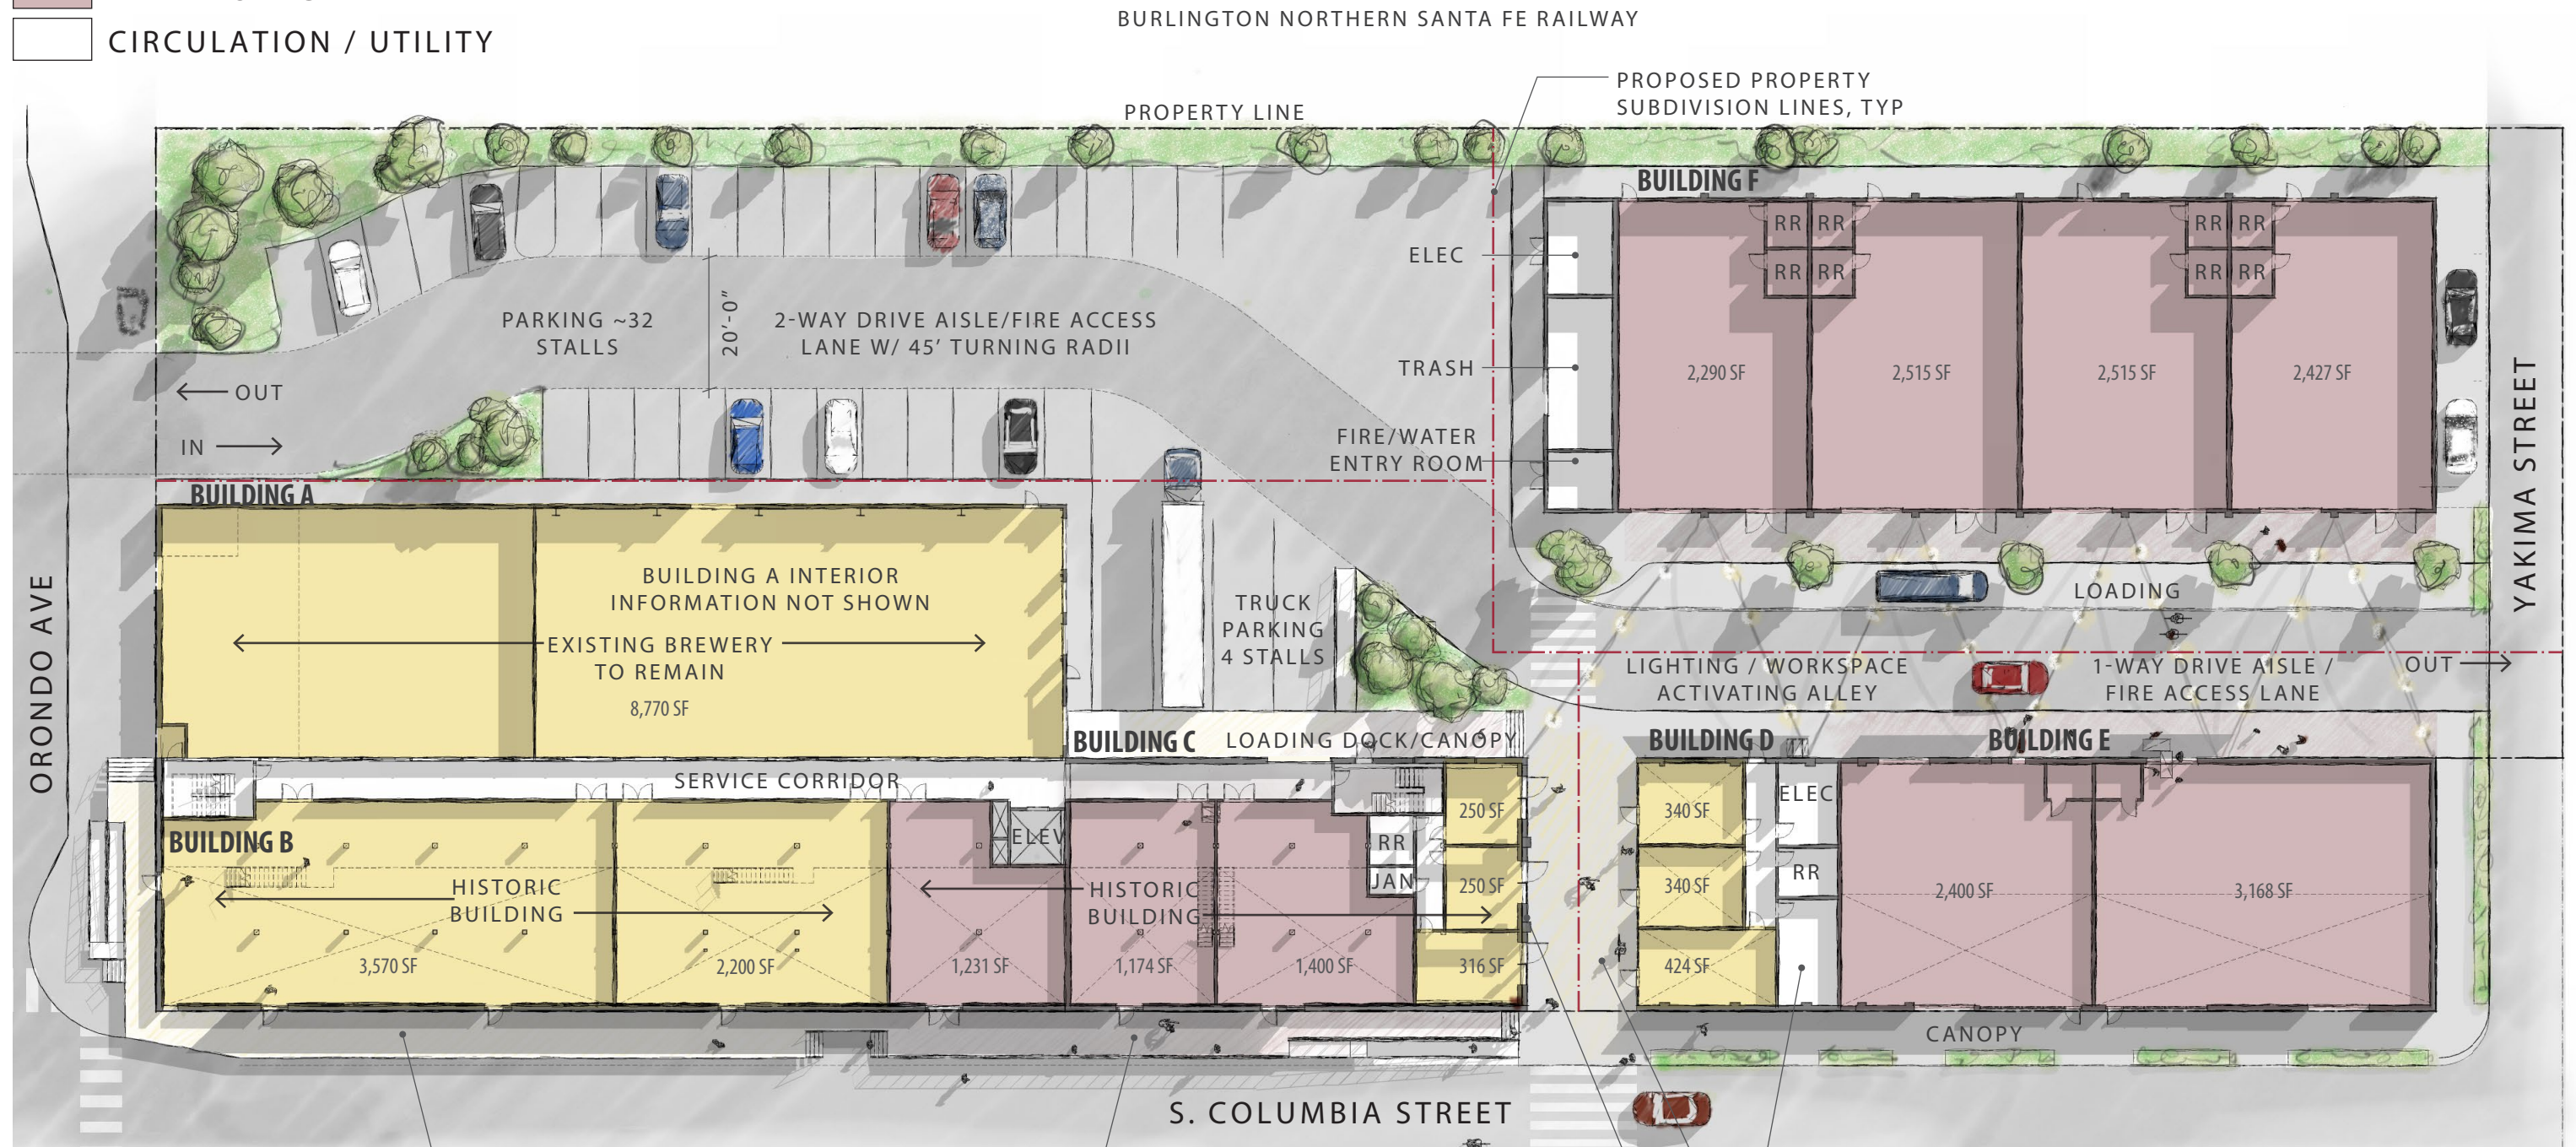 CIRCULATION / UTILITY
BURLINGTON NORTHERN SANTA FE RAILWAY
PROPOSED PROPERTY
SUBDIVISION LINES, TYP
PROPERTY LINE
BUILDING F
RR RR
RR RR
RR RR
RR RR
ELEC
TRASH
FIRE/WATER
ENTRY ROOM
2,290 SF
2,515 SF
2,515 SF
2,427 SF
PARKING ~32
STALLS
20'-0"
2-WAY DRIVE AISLE/FIRE ACCESS
LANE W/ 45' TURNING RADII
OUT
IN
YAKIMA STREET
ORONDO AVE
BUILDING A
BUILDING A INTERIOR
INFORMATION NOT SHOWN
EXISTING BREWERY
TO REMAIN
8,770 SF
TRUCK
PARKING
4 STALLS
LOADING
LIGHTING / WORKSPACE
ACTIVATING ALLEY
1-WAY DRIVE AISLE /
FIRE ACCESS LANE
OUT
BUILDING C
LOADING DOCK/CANOPY
BUILDING D
BUILDING E
SERVICE CORRIDOR
BUILDING B
HISTORIC
BUILDING
3,570 SF
2,200 SF
ELEV
1,231 SF
HISTORIC
BUILDING
1,174 SF
1,400 SF
RR
JAN
250 SF
250 SF
316 SF
340 SF
340 SF
424 SF
ELEC
RR
2,400 SF
3,168 SF
CANOPY
S. COLUMBIA STREET